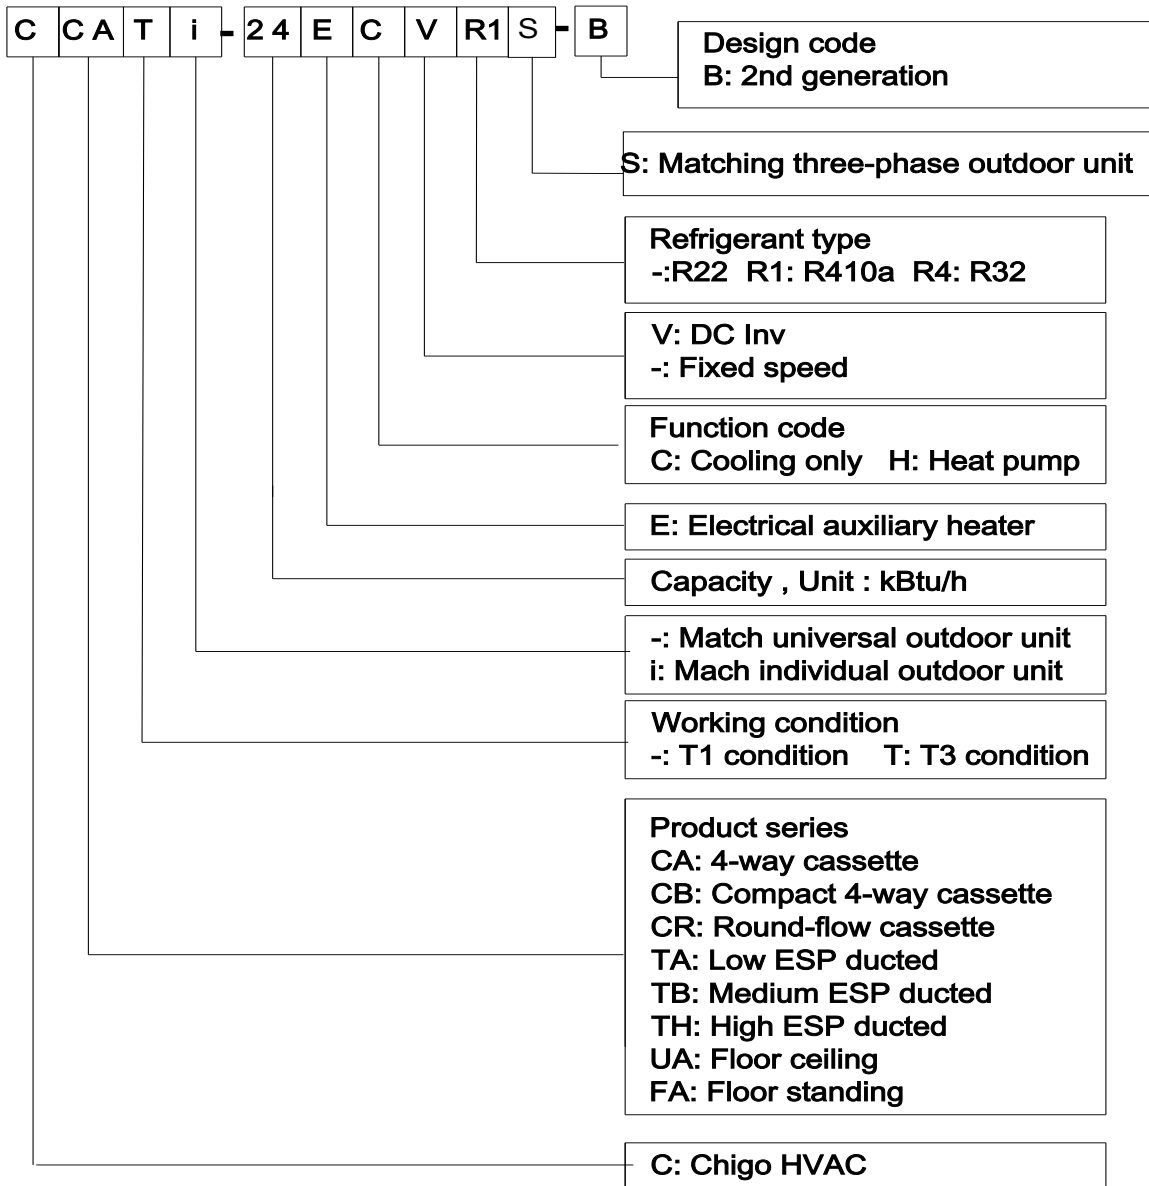 C CA T i - 24 E C V R1 S - B
Design code
B: 2nd generation
S: Matching three-phase outdoor unit
Refrigerant type
-:R22 R1: R410a R4: R32
V: DC Inv
-: Fixed speed
Function code
C: Cooling only H: Heat pump
E: Electrical auxiliary heater
Capacity , Unit : kBtu/h
-: Match universal outdoor unit
i: Mach individual outdoor unit
Working condition
-: T1 condition T: T3 condition
Product series
CA: 4-way cassette
CB: Compact 4-way cassette
CR: Round-flow cassette
TA: Low ESP ducted
TB: Medium ESP ducted
TH: High ESP ducted
UA: Floor ceiling
FA: Floor standing
C: Chigo HVAC